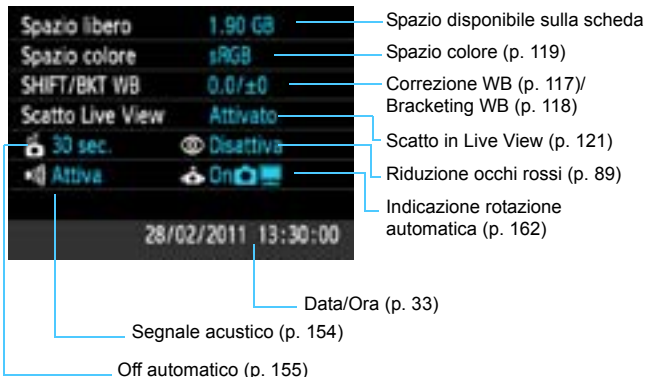 Spazio libero 1.90 GB
Spazio colore sRGB
SHIFT/BKT WB 0.0/±0
Scatto Live View Attivato
30 sec. Disattiva
Attiva On
28/02/2011 13:30:00
Spazio disponibile sulla scheda
Spazio colore (p. 119)
Correzione WB (p. 117)/
Bracketing WB (p. 118)
Scatto in Live View (p. 121)
Riduzione occhi rossi (p. 89)
Indicazione rotazione
automatica (p. 162)
Data/Ora (p. 33)
Segnale acustico (p. 154)
Off automatico (p. 155)